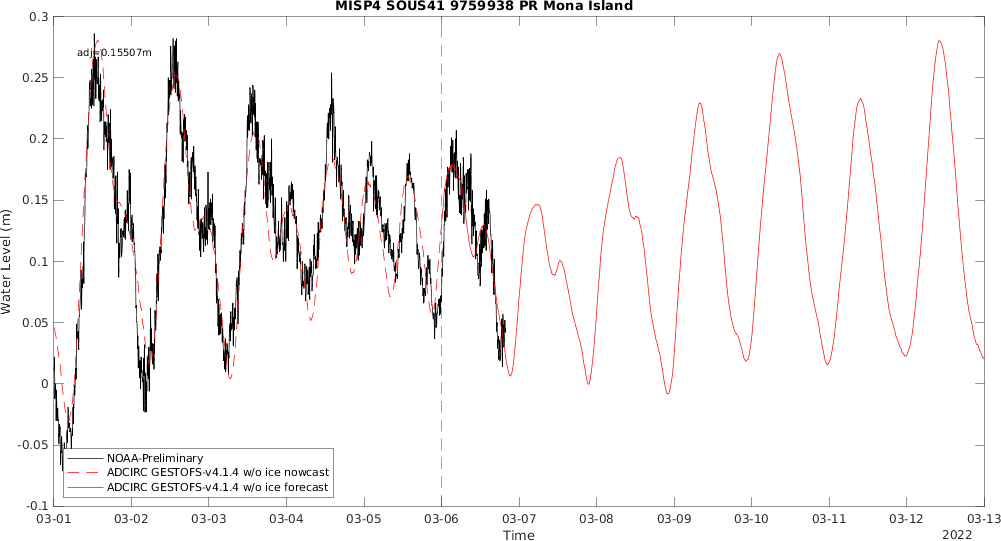 MISP4 SOUS41 9759938 PR Mona Island
adj=0.15507m
0.3
0.25
0.2
0.15
0.1
0.05
0
-0.05
-0.1
Water Level (m)
NOAA-Preliminary
ADCIRC GESTOFS-v4.1.4 w/o ice nowcast
ADCIRC GESTOFS-v4.1.4 w/o ice forecast
03-01 03-02 03-03 03-04 03-05 03-06 03-07 03-08 03-09 03-10 03-11 03-12 03-13
Time
2022